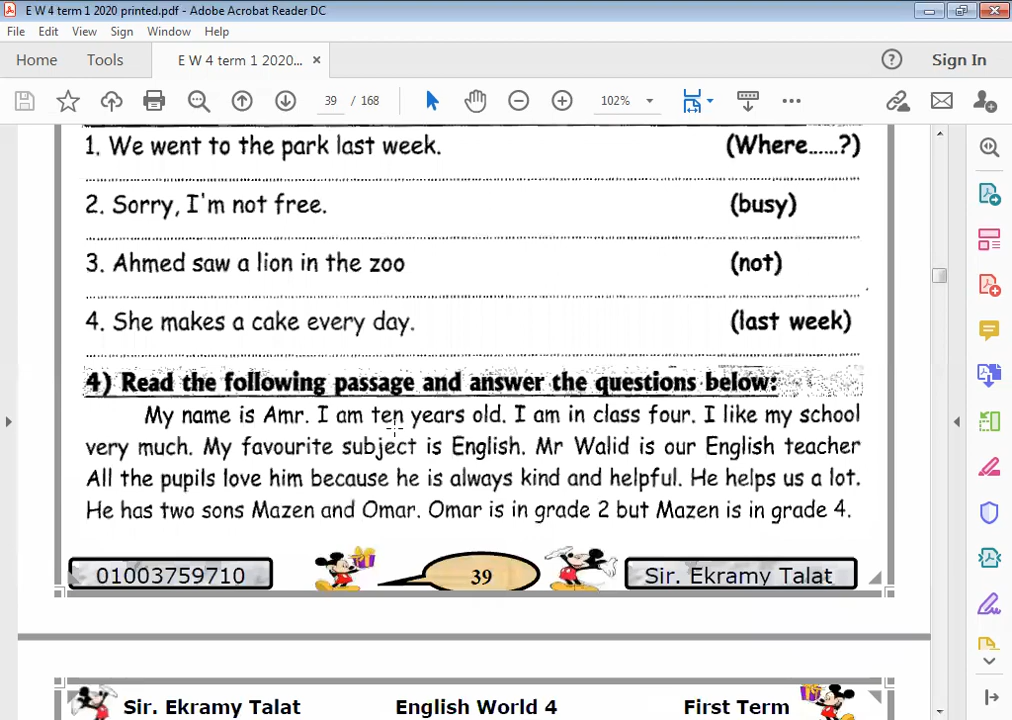 E W 4 term 1 2020 printed.pdf - Adobe Acrobat Reader DC
File Edit View Sign Window Help
Home Tools E W 4 term 1 2020... × Sign In
39 / 168 102%
1. We went to the park last week. (Where......?)
2. Sorry, I'm not free. (busy)
3. Ahmed saw a lion in the zoo (not)
4. She makes a cake every day. (last week)
4) Read the following passage and answer the questions below:
My name is Amr. I am ten years old. I am in class four. I like my school
very much. My favourite subject is English. Mr Walid is our English teacher
All the pupils love him because he is always kind and helpful. He helps us a lot.
He has two sons Mazen and Omar. Omar is in grade 2 but Mazen is in grade 4.
01003759710 39 Sir. Ekramy Talat
Sir. Ekramy Talat English World 4 First Term